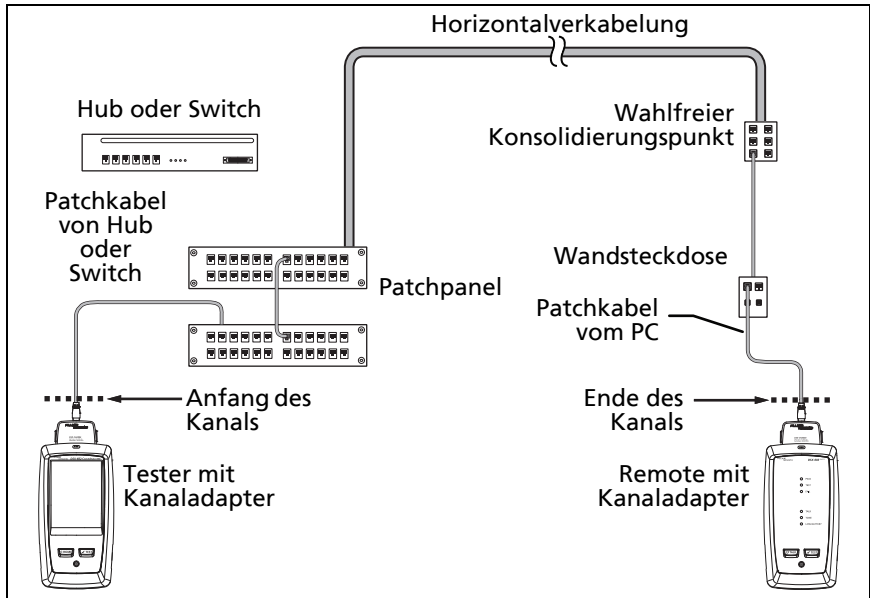 Horizontalverkabelung
Hub oder Switch
Wahlfreier
Konsolidierungspunkt
Patchkabel
von Hub
oder
Switch
Wandsteckdose
Patchpanel
Patchkabel
vom PC
Anfang des
Kanals
Ende des
Kanals
Tester mit
Kanaladapter
Remote mit
Kanaladapter